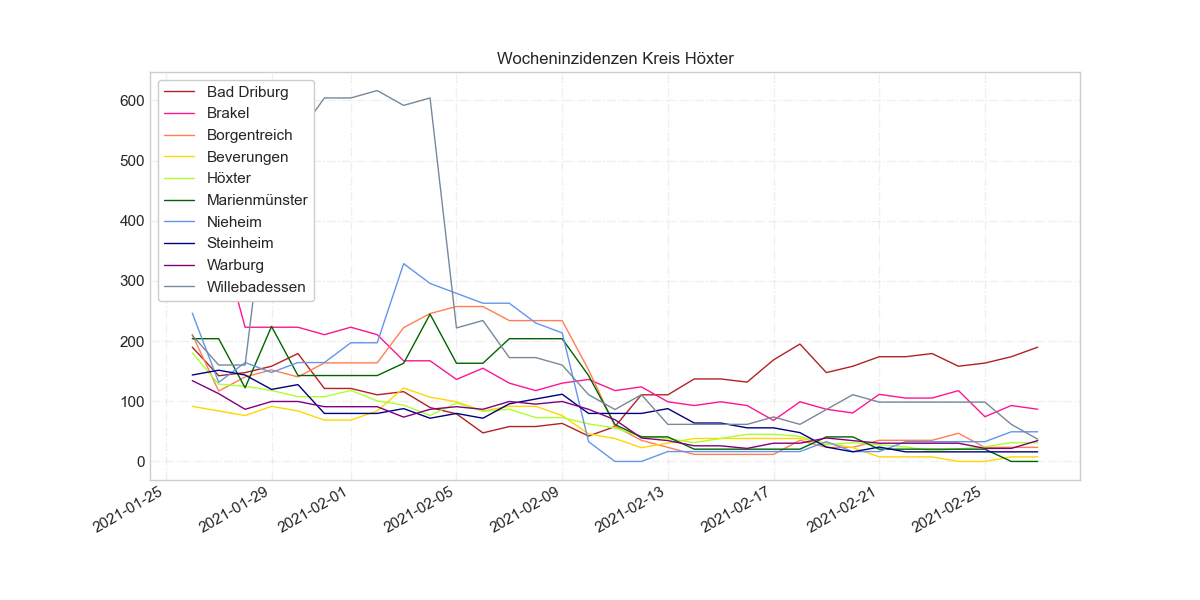 Wocheninzidenzen Kreis Höxter
600
500
400
300
200
100
0
Bad Driburg
Brakel
Borgentreich
Beverungen
Höxter
Marienmünster
Nieheim
Steinheim
Warburg
Willebadessen
2021-01-25
2021-01-29
2021-02-01
2021-02-05
2021-02-09
2021-02-13
2021-02-17
2021-02-21
2021-02-25